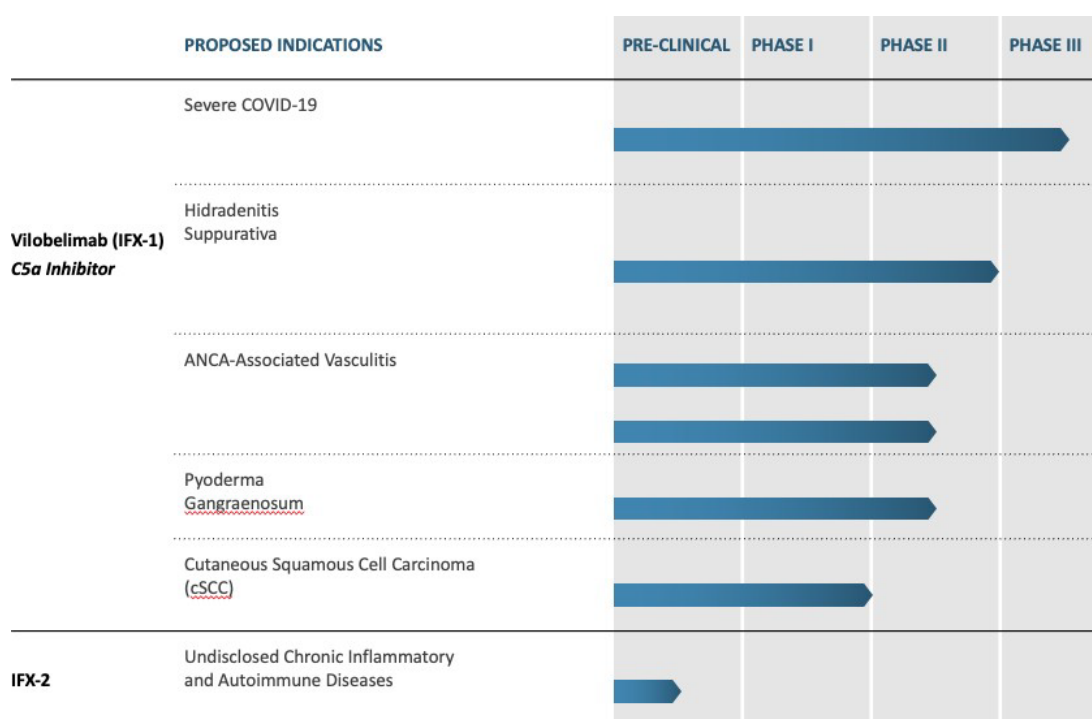 PROPOSED INDICATIONS PRE-CLINICAL PHASE I PHASE II PHASE III
Severe COVID-19
Hidradenitis
Suppurativa
Vilobelimab (IFX-1)
C5a Inhibitor
ANCA-Associated Vasculitis
Pyoderma
Gangraenosum
Cutaneous Squamous Cell Carcinoma
(cSCC)
Undisclosed Chronic Inflammatory
and Autoimmune Diseases
IFX-2